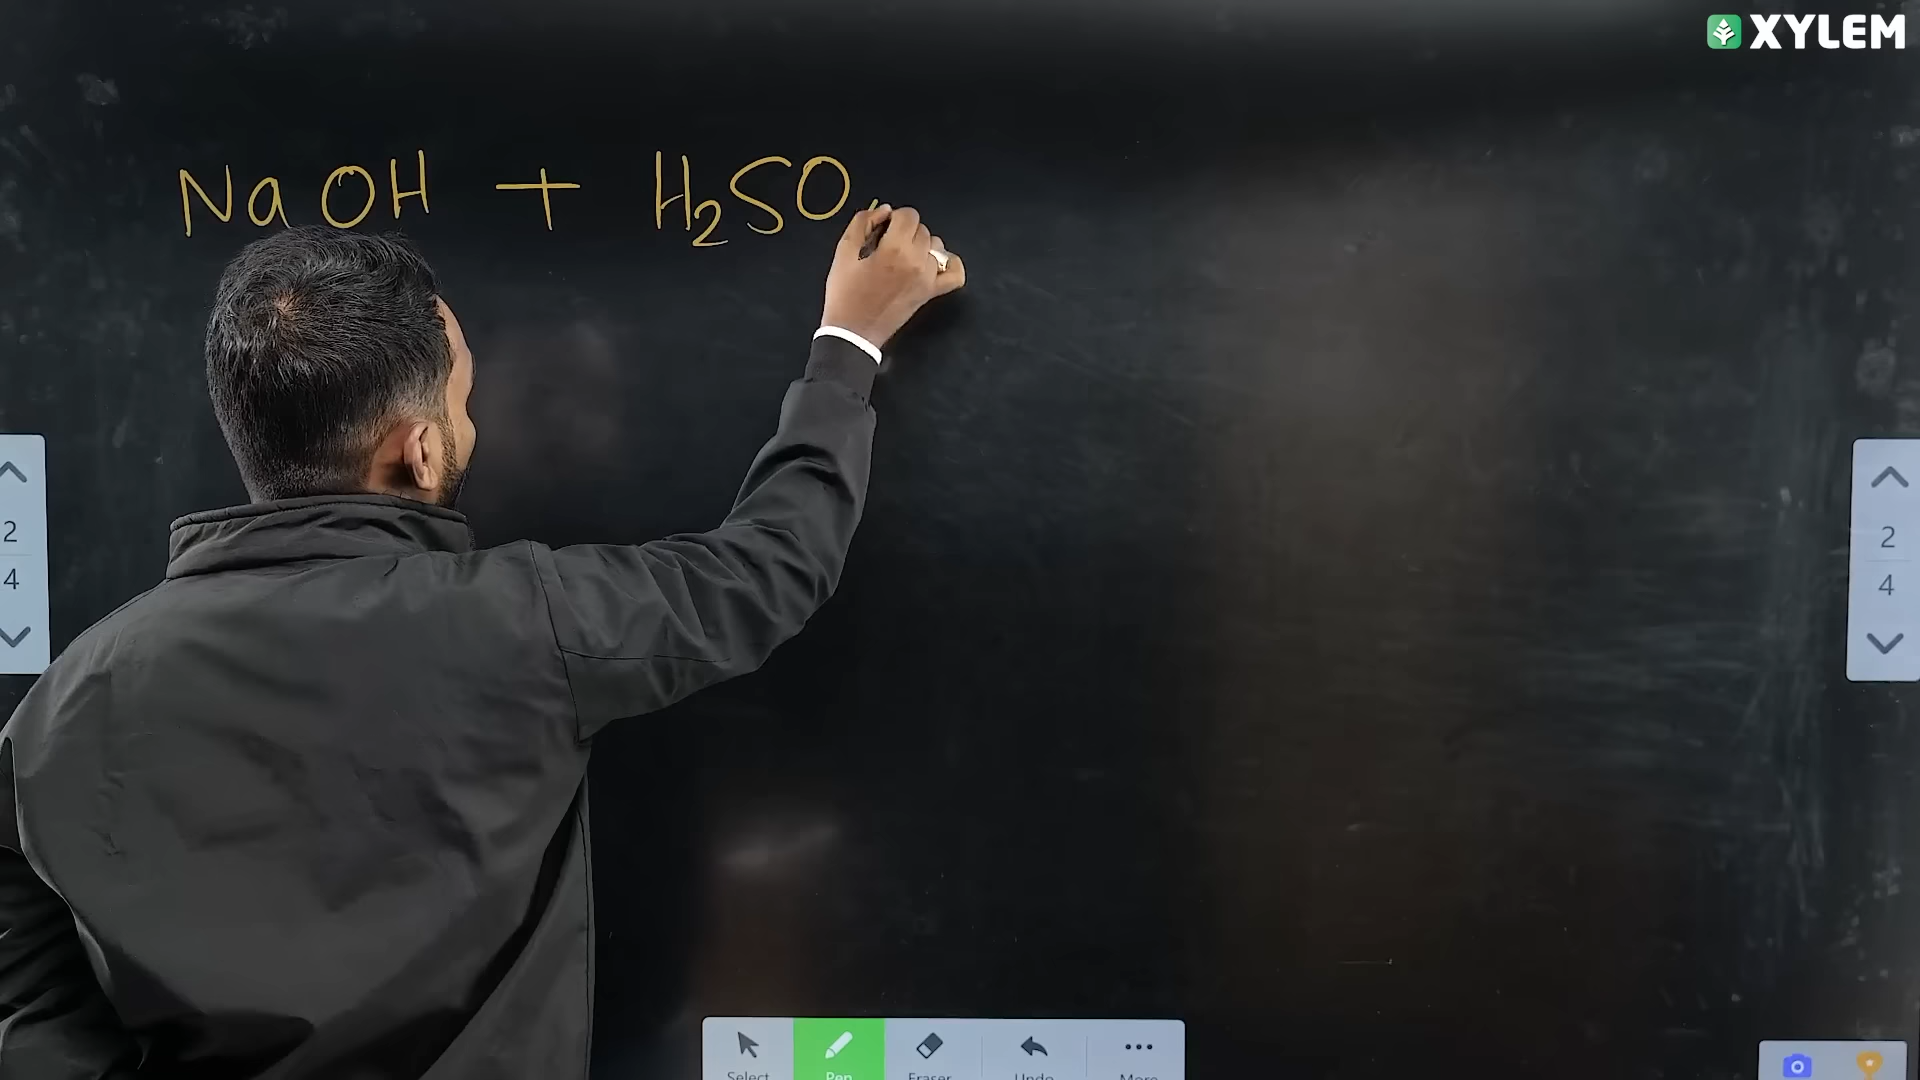 XYLEM
NaOH + H₂SO
2
4
2
4
Select
Pen
Eraser
Undo
More